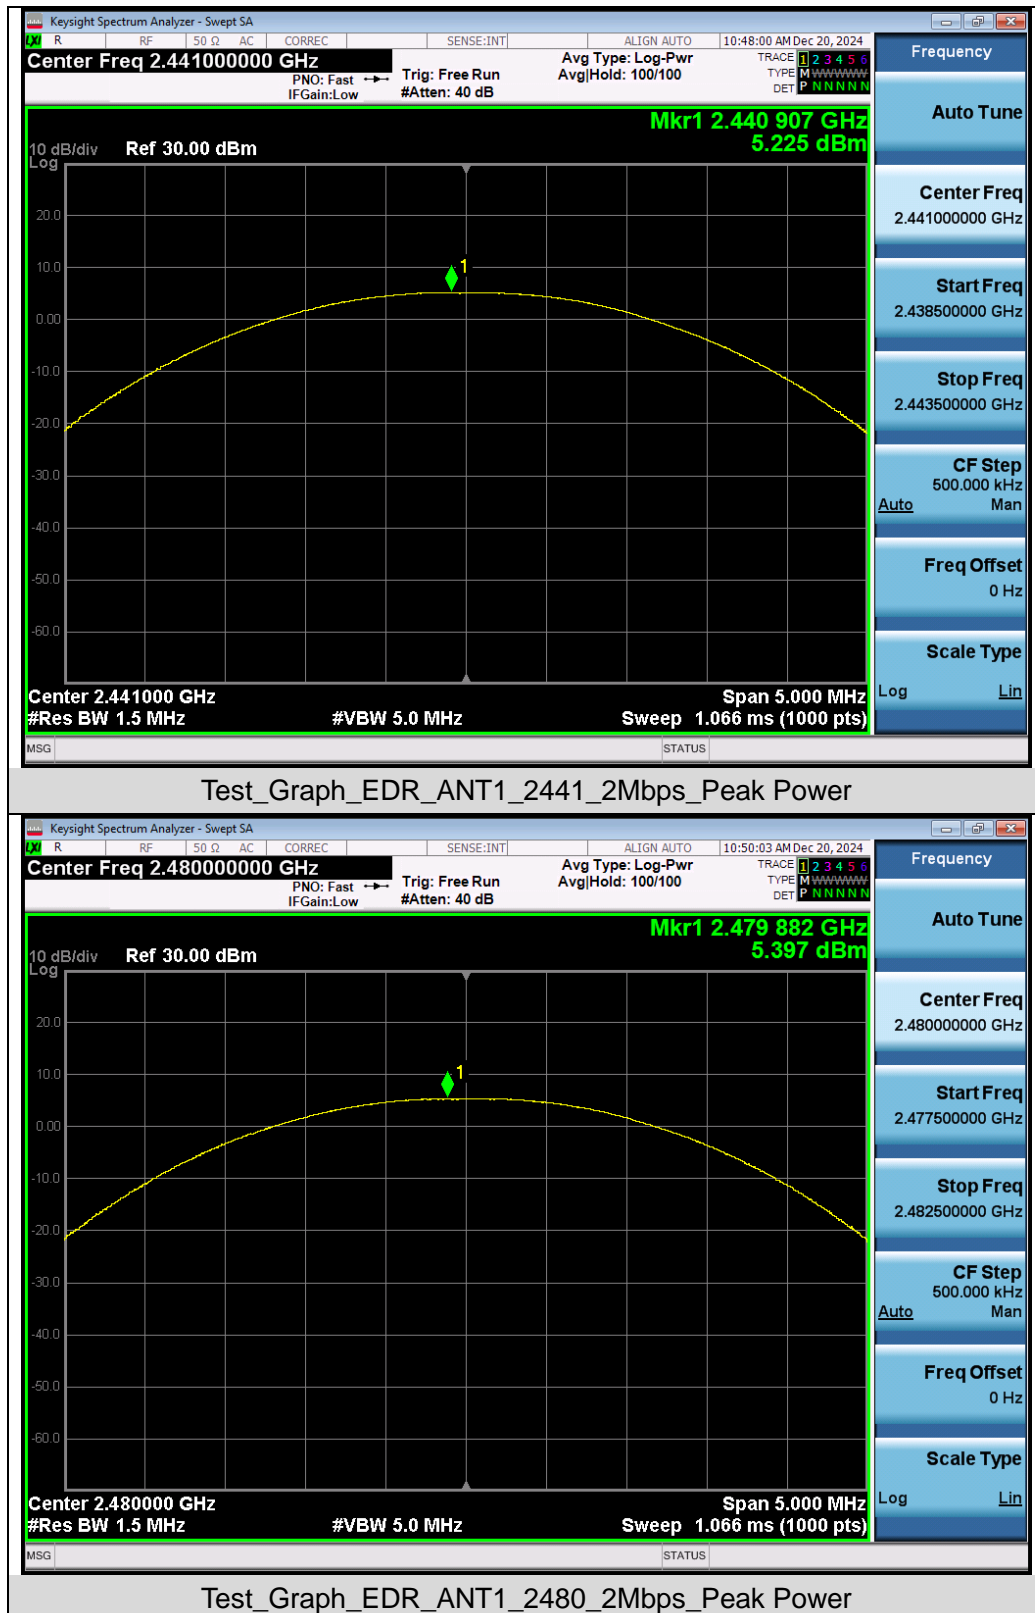 Keysight Spectrum Analyzer - Swept SA
LXI R RF 50 Ω AC CORREC SENSE:INT ALIGN AUTO 10:48:00 AM Dec 20, 2024
Center Freq 2.441000000 GHz
PNO: Fast
IFGain:Low
Trig: Free Run
#Atten: 40 dB
Avg Type: Log-Pwr
Avg|Hold: 100/100
TRACE 1 2 3 4 5 6
TYPE M W W W W W
DET P N N N N N
Mkr1 2.440 907 GHz
5.225 dBm
10 dB/div Ref 30.00 dBm
Log
20.0
10.0
0.00
-10.0
-20.0
-30.0
-40.0
-50.0
-60.0
1
Center 2.441000 GHz Span 5.000 MHz
#Res BW 1.5 MHz #VBW 5.0 MHz Sweep 1.066 ms (1000 pts)
MSG STATUS
Frequency
Auto Tune
Center Freq
2.441000000 GHz
Start Freq
2.438500000 GHz
Stop Freq
2.443500000 GHz
CF Step
500.000 kHz
Auto Man
Freq Offset
0 Hz
Scale Type
Log Lin
Test_Graph_EDR_ANT1_2441_2Mbps_Peak Power
Keysight Spectrum Analyzer - Swept SA
LXI R RF 50 Ω AC CORREC SENSE:INT ALIGN AUTO 10:50:03 AM Dec 20, 2024
Center Freq 2.480000000 GHz
PNO: Fast
IFGain:Low
Trig: Free Run
#Atten: 40 dB
Avg Type: Log-Pwr
Avg|Hold: 100/100
TRACE 1 2 3 4 5 6
TYPE M W W W W W
DET P N N N N N
Mkr1 2.479 882 GHz
5.397 dBm
10 dB/div Ref 30.00 dBm
Log
20.0
10.0
0.00
-10.0
-20.0
-30.0
-40.0
-50.0
-60.0
1
Center 2.480000 GHz Span 5.000 MHz
#Res BW 1.5 MHz #VBW 5.0 MHz Sweep 1.066 ms (1000 pts)
MSG STATUS
Frequency
Auto Tune
Center Freq
2.480000000 GHz
Start Freq
2.477500000 GHz
Stop Freq
2.482500000 GHz
CF Step
500.000 kHz
Auto Man
Freq Offset
0 Hz
Scale Type
Log Lin
Test_Graph_EDR_ANT1_2480_2Mbps_Peak Power